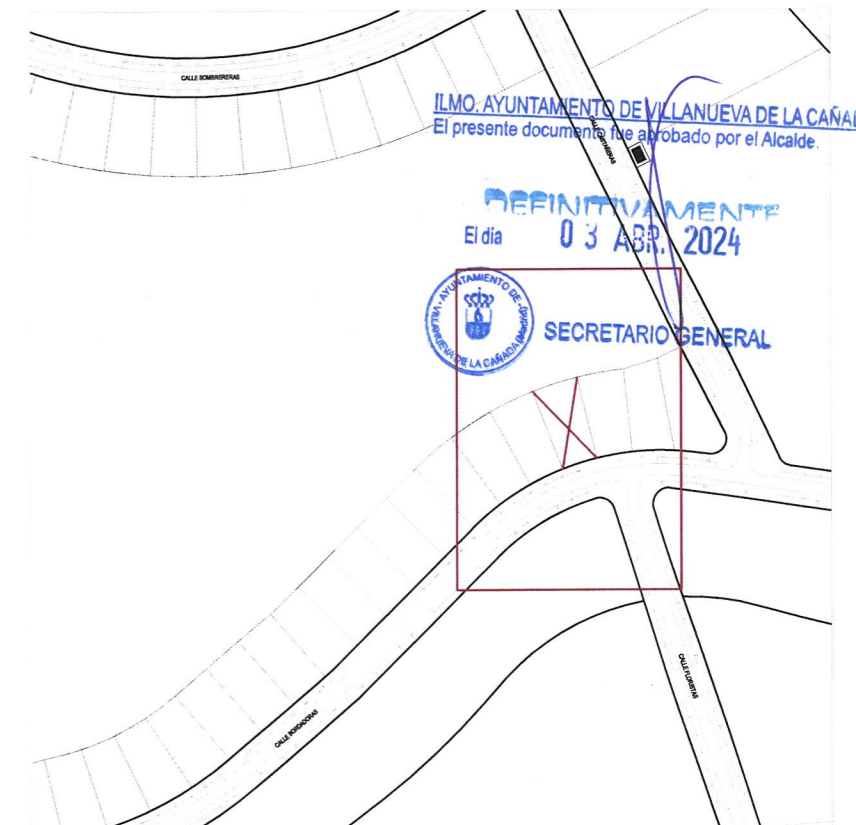 CALLE SOMBRERERAS
ILMO. AYUNTAMIENTO DE VILLANUEVA DE LA CAÑAD
El presente documento fue aprobado por el Alcalde.
DEFINITIVAMENTE
El día 03 ABR. 2024
AYUNTAMIENTO DE
VILLANUEVA DE LA CAÑADA (Madrid)
SECRETARIO GENERAL
CALLE FLORISTAS
CALLE BORDADORAS